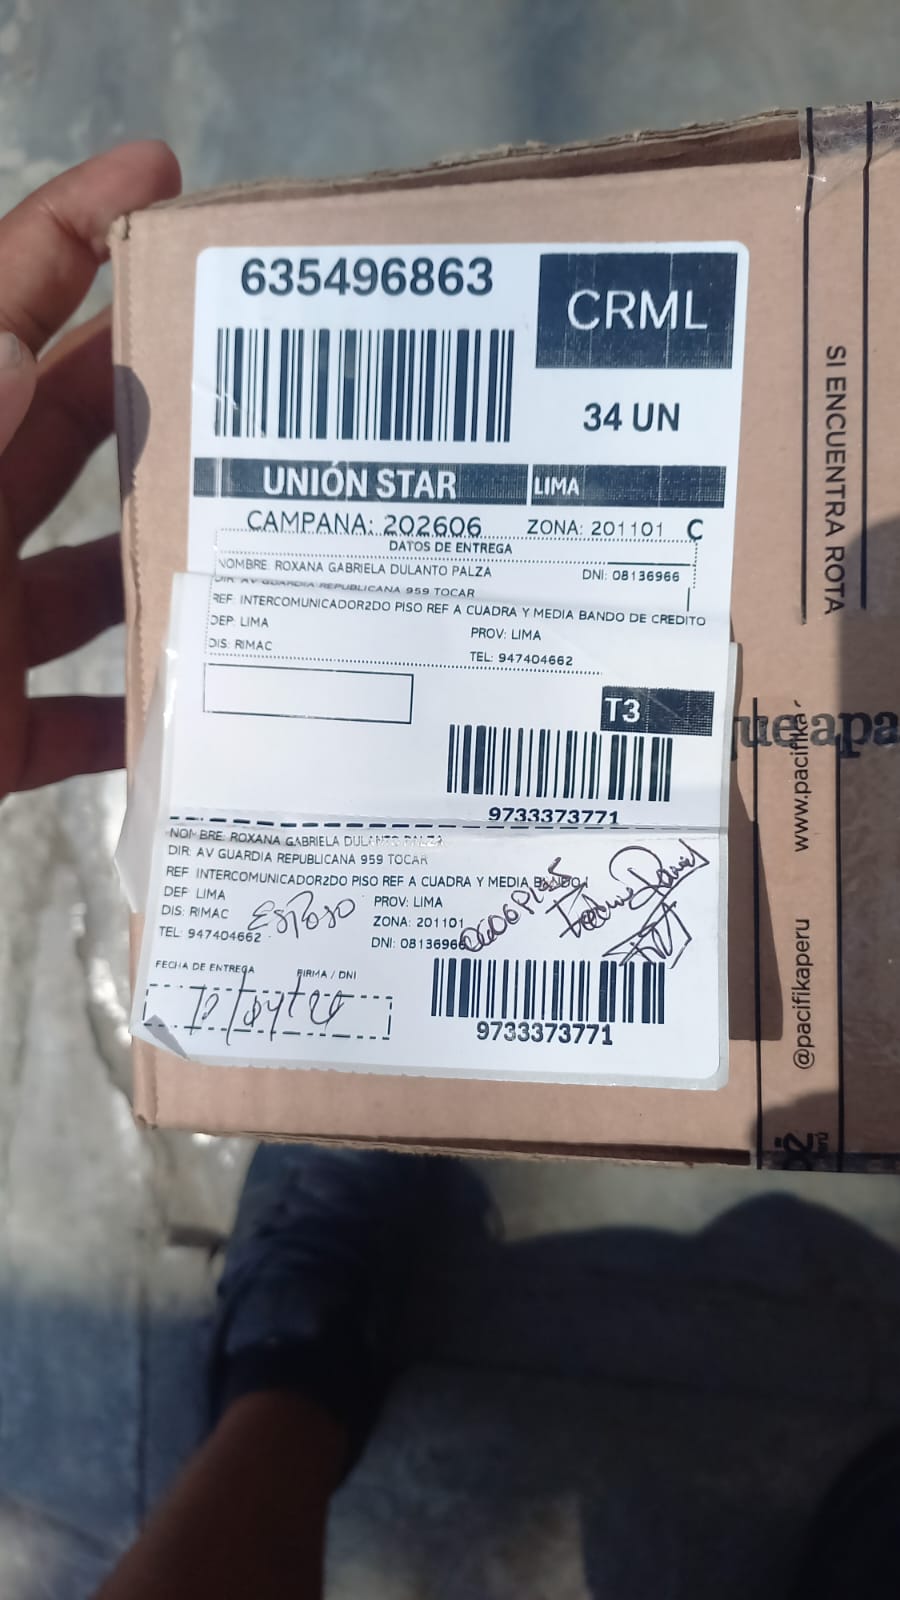 635496863
CRML
34 UN
UNIÓN STAR
LIMA
CAMPAÑA: 202606
ZONA: 201101 C
DATOS DE ENTREGA
NOMBRE: ROXANA GABRIELA DULANTO PALZA
DNI: 08136966
DIR: AV GUARDIA REPUBLICANA 959 TOCAR
REF: INTERCOMUNICADOR2DO PISO REF A CUADRA Y MEDIA BANDO DE CREDITO
DEP: LIMA
PROV: LIMA
DIS: RIMAC
TEL: 947404662
T3
9733373771
NOMBRE: ROXANA GABRIELA DULANTO PALZA
DIR: AV GUARDIA REPUBLICANA 959 TOCAR
REF INTERCOMUNICADOR2DO PISO REF A CUADRA Y MEDIA BANDO
DEP LIMA
PROV: LIMA
DIS: RIMAC
Esposo
ZONA: 201101
TEL: 947404662
DNI: 08136966
FECHA DE ENTREGA
FIRMA / DNI
9733373771
SI ENCUENTRA ROTA
www.pacifika
@pacifikaperu